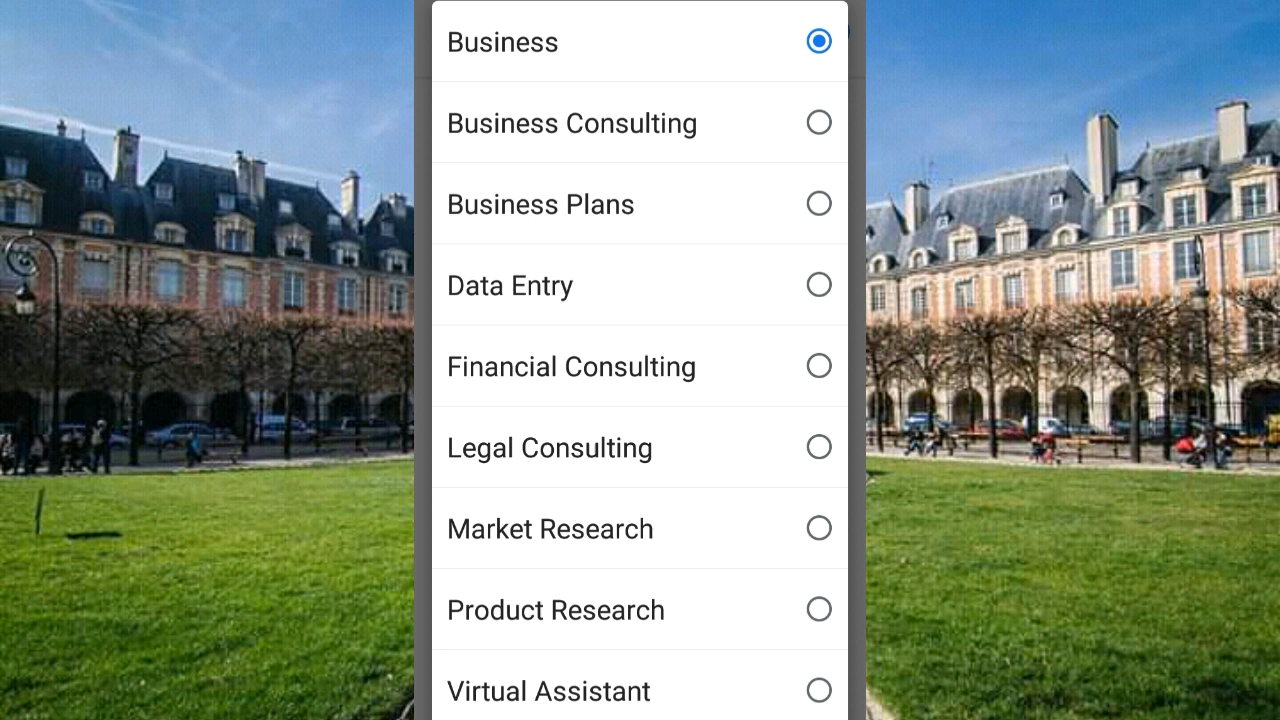 Business
Business Consulting
Business Plans
Data Entry
Financial Consulting
Legal Consulting
Market Research
Product Research
Virtual Assistant